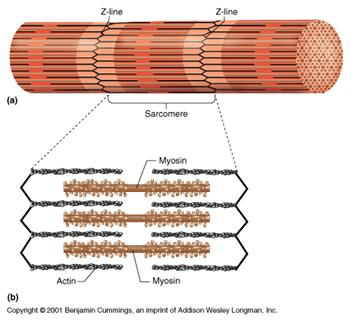 Z-line Z-line
(a)
Sarcomere
Myosin
Actin Myosin
(b)
Copyright © 2001 Benjamin Cummings, an imprint of Addison Wesley Longman, Inc.